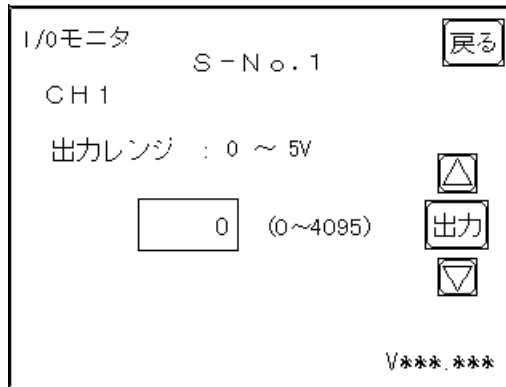 I/Oモニタ
S-No.1
戻る
CH1
出力レンジ : 0 ～ 5V
0 (0～4095)
出力
V***.***